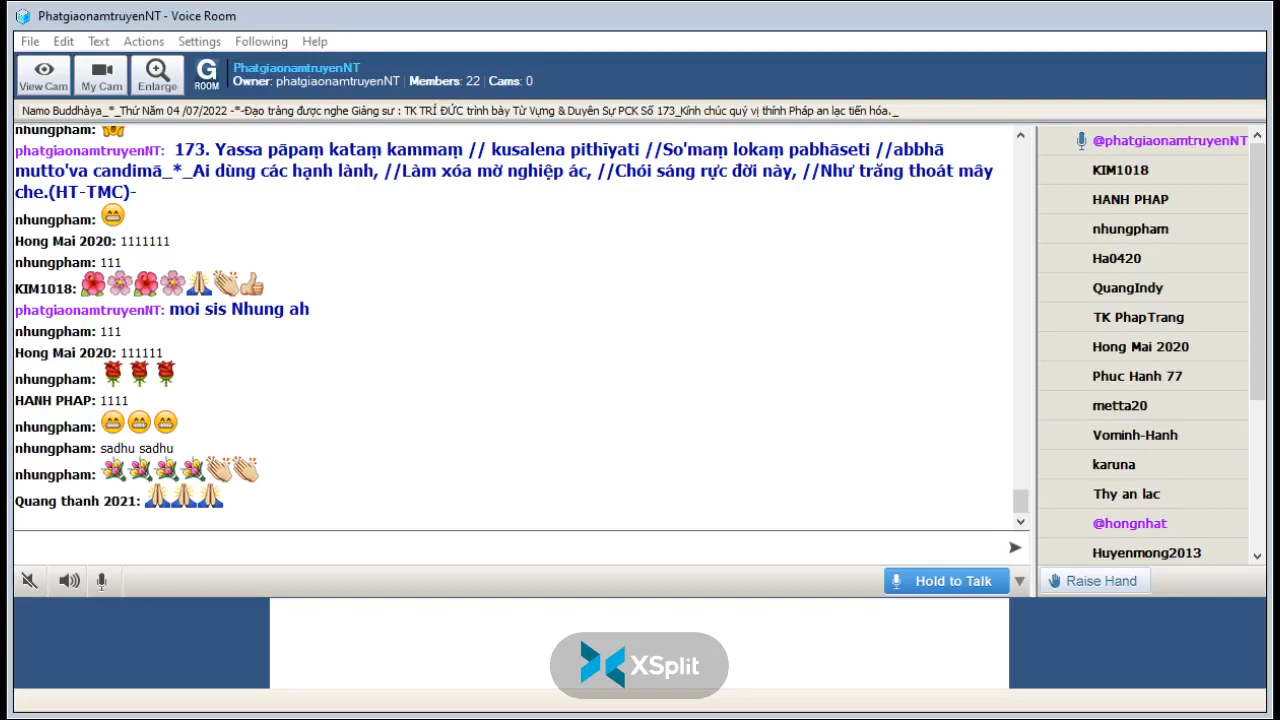 PhatgiaonamtruyenNT - Voice Room
File Edit Text Actions Settings Following Help
View Cam My Cam Enlarge G ROOM
PhatgiaonamtruyenNT
Owner: phatgiaonamtruyenNT | Members: 22 | Cams: 0
Namo Buddhàya_*_Thứ Năm 04 /07/2022 -*-Đạo tràng được nghe Giảng sư : TK TRÍ ĐỨC trình bày Từ Vựng & Duyên Sự PCK Số 173_Kính chúc quý vị thính Pháp an lạc tiến hóa._
nhungpham:
phatgiaonamtruyenNT: 173. Yassa pāpaṃ kataṃ kammaṃ // kusalena pithīyati //So'maṃ lokaṃ pabhāseti //abbhā
mutto'va candimā_*_Ai dùng các hạnh lành, //Làm xóa mờ nghiệp ác, //Chói sáng rực đời này, //Như trăng thoát mây
che.(HT-TMC)-
nhungpham: 😁
Hong Mai 2020: 1111111
nhungpham: 111
KIM1018: 🌺🌸🌺🌸🙏👏👍
phatgiaonamtruyenNT: moi sis Nhung ah
nhungpham: 111
Hong Mai 2020: 111111
nhungpham: 🌹🌹🌹
HANH PHAP: 1111
nhungpham: 😁😁😁
nhungpham: sadhu sadhu
nhungpham: 💐💐💐💐👏👏
Quang thanh 2021: 🙏🙏🙏
@phatgiaonamtruyenNT
KIM1018
HANH PHAP
nhungpham
Ha0420
QuangIndy
TK PhapTrang
Hong Mai 2020
Phuc Hanh 77
metta20
Vominh-Hanh
karuna
Thy an lac
@hongnhat
Huyenmong2013
Hold to Talk
Raise Hand
XSplit